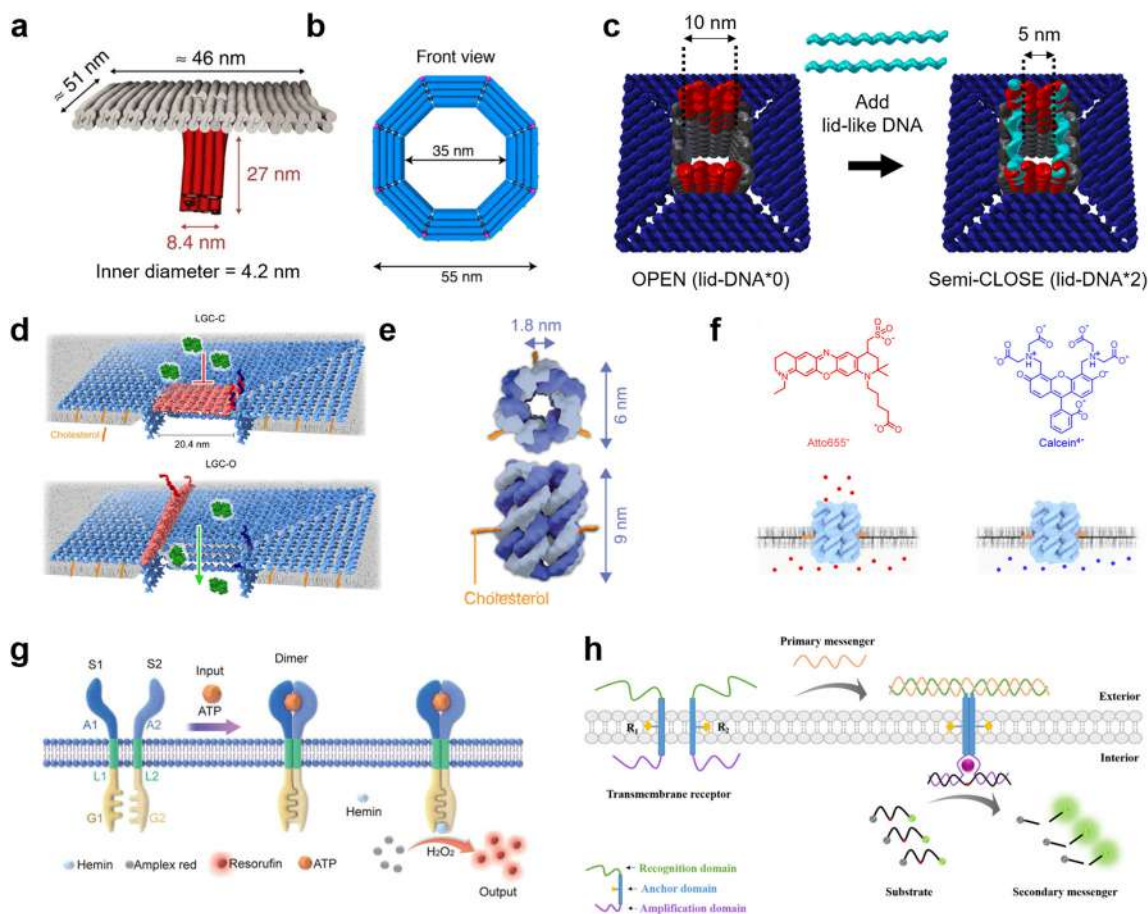 a
≈ 46 nm
≈ 51 nm
27 nm
8.4 nm
Inner diameter = 4.2 nm
b
Front view
35 nm
55 nm
c
10 nm
Add
lid-like DNA
5 nm
OPEN (lid-DNA*0)
Semi-CLOSE (lid-DNA*2)
d
LGC-C
Cholesterol
20.4 nm
LGC-O
e
1.8 nm
6 nm
9 nm
Cholesterol
f
Atto655⁻
Calcein⁴⁻
g
S1
S2
Input
ATP
Dimer
A1
A2
L1
L2
G1
G2
Hemin
H₂O₂
Output
Hemin
Amplex red
Resorufin
ATP
h
Primary messenger
Exterior
R₁
R₂
Interior
Transmembrane receptor
Recognition domain
Anchor domain
Amplification domain
Substrate
Secondary messenger